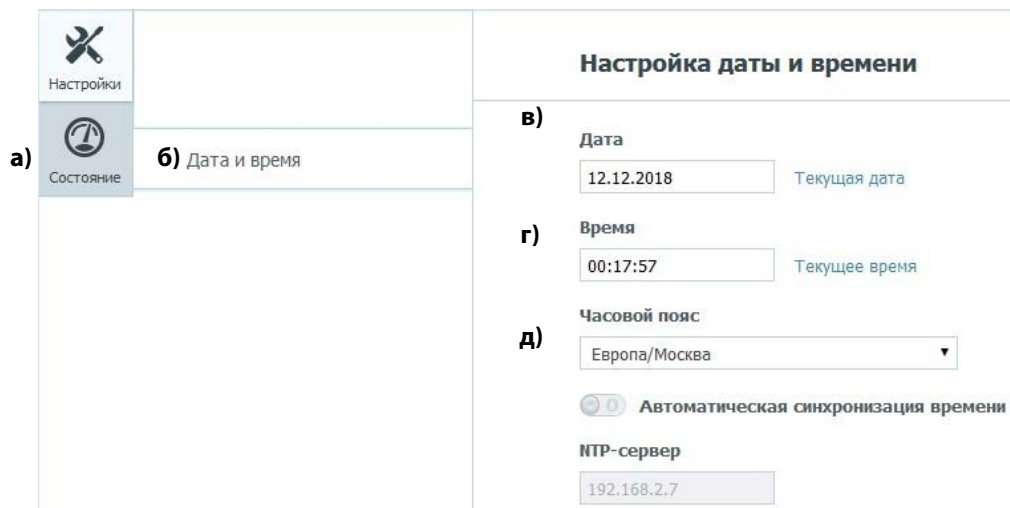 Настройки
а)
Состояние
б) Дата и время
Настройка даты и времени
в)
Дата
12.12.2018 Текущая дата
г)
Время
00:17:57 Текущее время
д)
Часовой пояс
Европа/Москва
О Автоматическая синхронизация времени
NTP-сервер
192.168.2.7